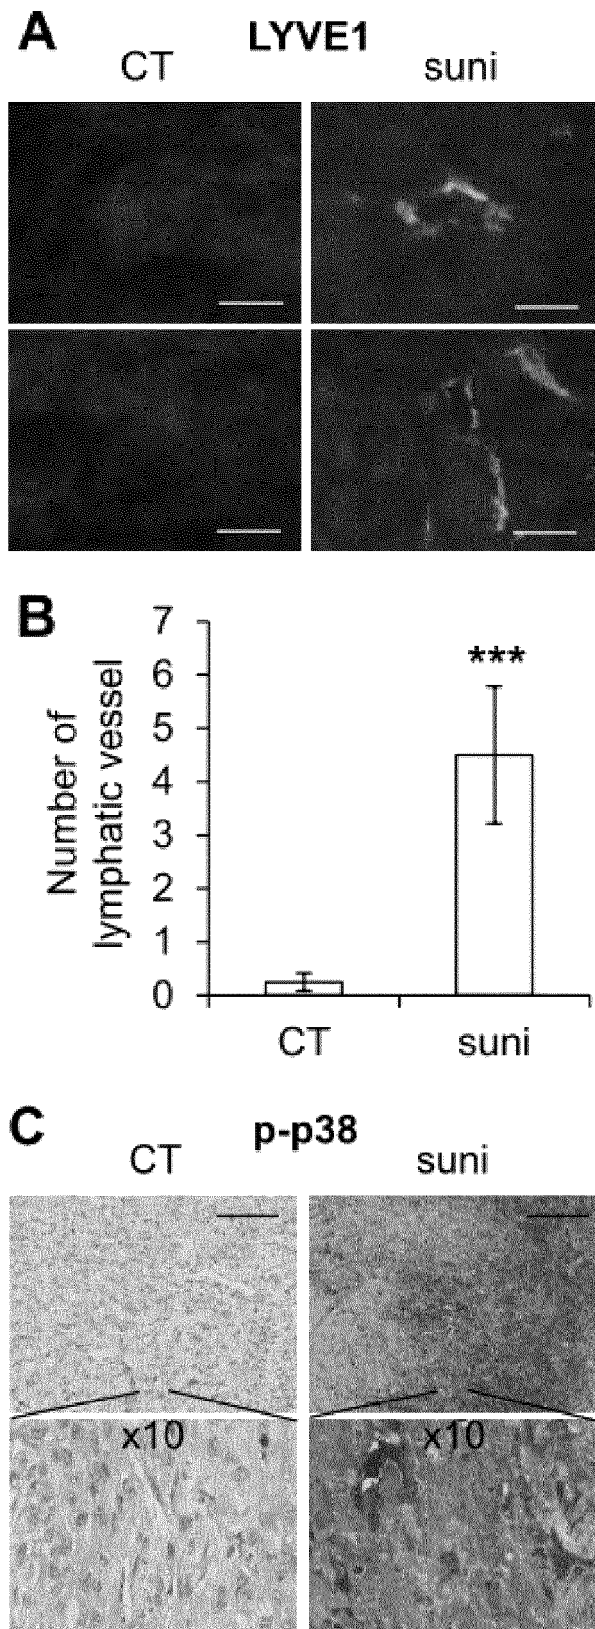 A LYVE1
CT suni
B
7
6
5
4
3
2
1
0
Number of
lymphatic vessel
***
CT suni
C p-p38
CT suni
x10 x10